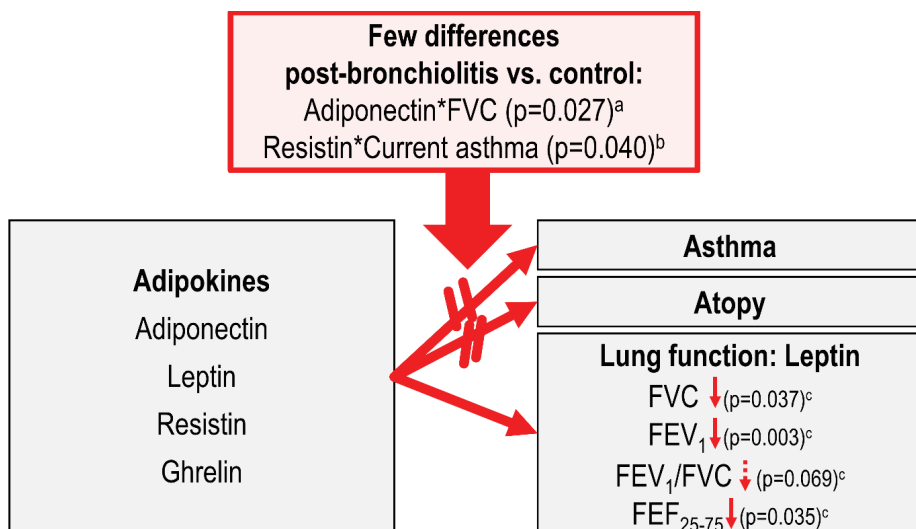 Few differences
post-bronchiolitis vs. control:
Adiponectin*FVC (p=0.027)ᵃ
Resistin*Current asthma (p=0.040)ᵇ
Adipokines
Adiponectin
Leptin
Resistin
Ghrelin
Asthma
Atopy
Lung function: Leptin
FVC ↓ (p=0.037)ᶜ
FEV₁ ↓ (p=0.003)ᶜ
FEV₁/FVC ⇣ (p=0.069)ᶜ
FEF₂₅₋₇₅ ↓ (p=0.035)ᶜ